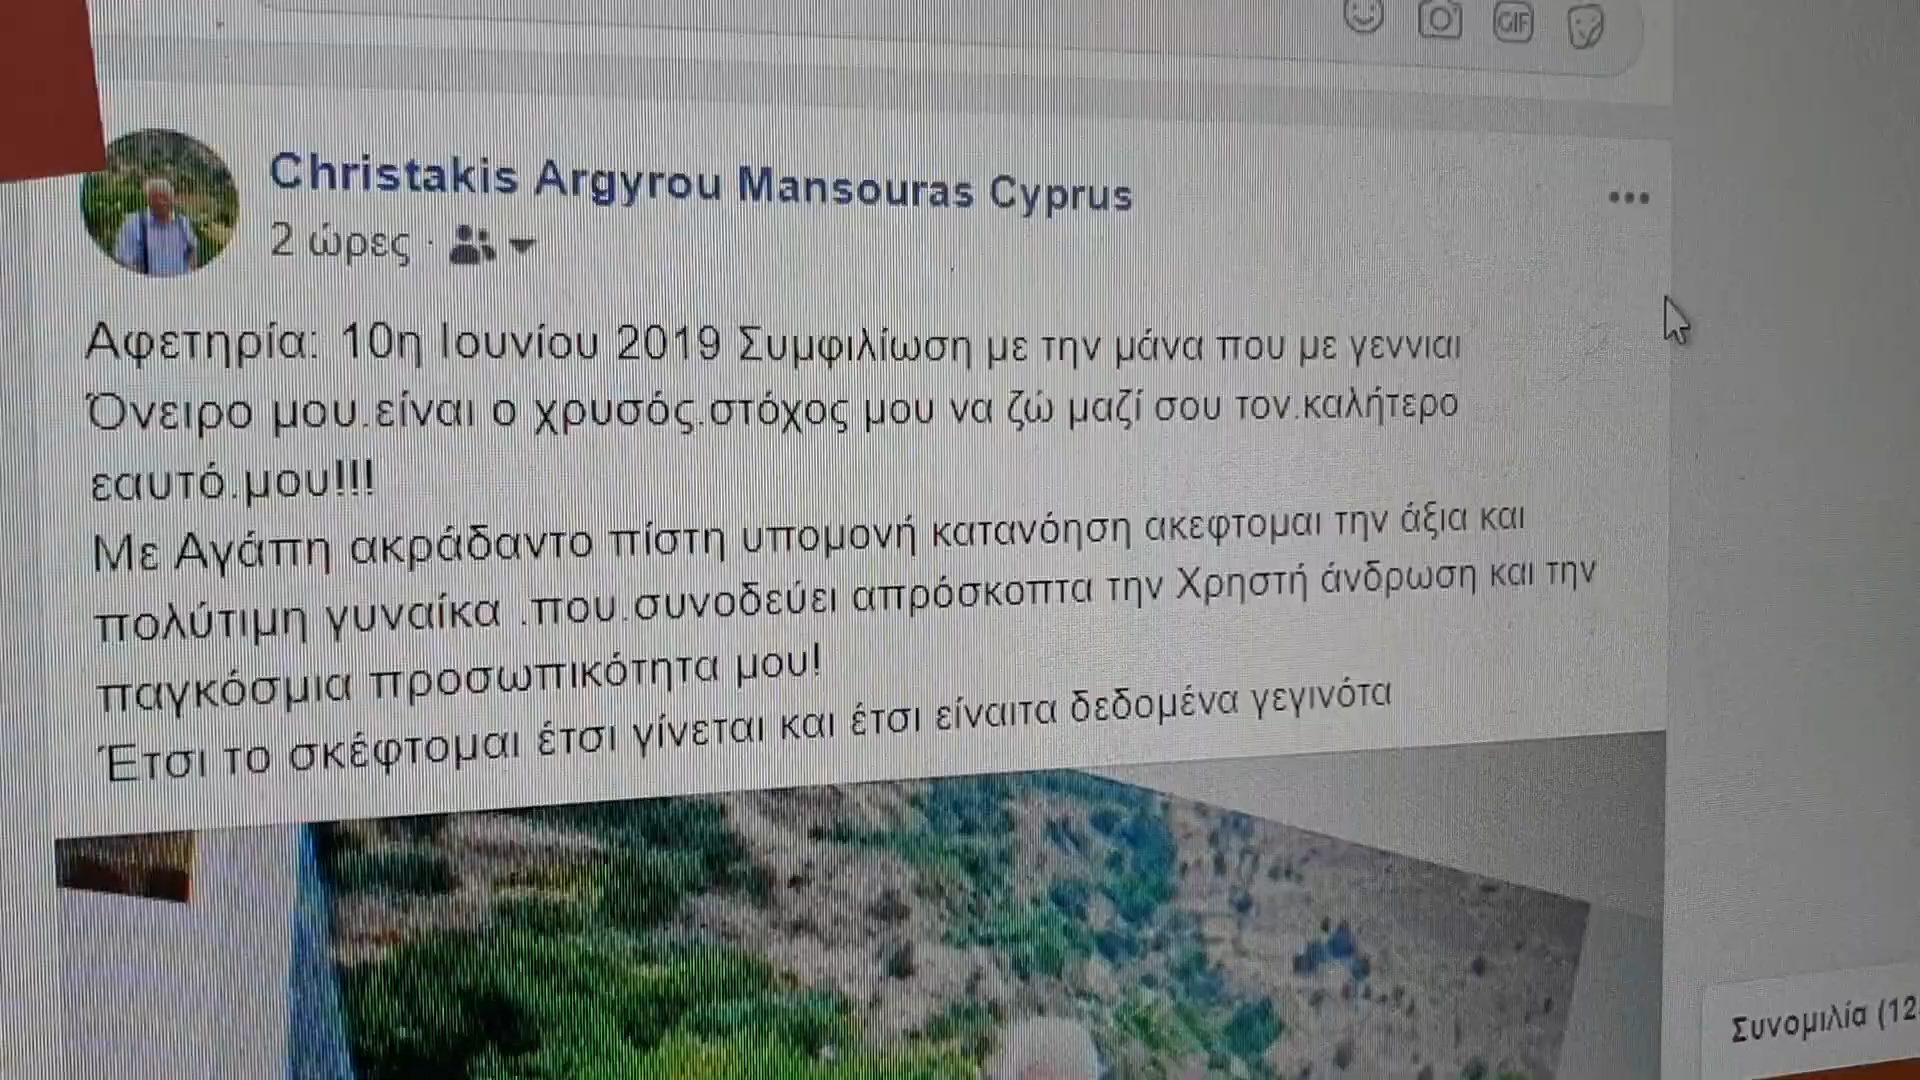 GIF
Christakis Argyrou Mansouras Cyprus
2 ώρες ·
Αφετηρία: 10η Ιουνίου 2019 Συμφιλίωση με την μάνα που με γεννιαι
Όνειρο μου.είναι ο χρυσός.στόχος μου να ζώ μαζί σου τον.καλήτερο
εαυτό.μου!!!
Με Αγάπη ακράδαντο πίστη υπομονή κατανόηση ακεφτομαι την άξια και
πολύτιμη γυναίκα .που.συνοδεύει απρόσκοπτα την Χρηστή άνδρωση και την
παγκόσμια προσωπικότητα μου!
Έτσι το σκέφτομαι έτσι γίνεται και έτσι είναιτα δεδομένα γεγινότα
Συνομιλία (12